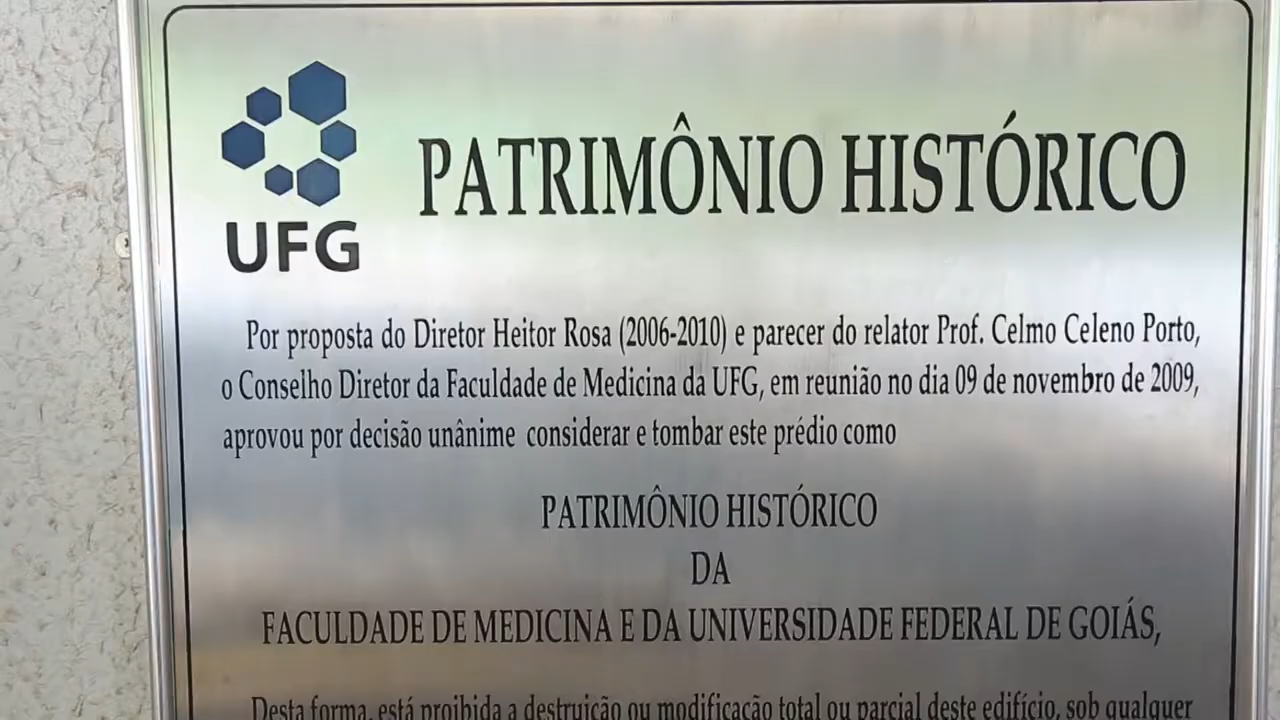 UFG
PATRIMÔNIO HISTÓRICO
Por proposta do Diretor Heitor Rosa (2006-2010) e parecer do relator Prof. Celmo Celeno Porto,
o Conselho Diretor da Faculdade de Medicina da UFG, em reunião no dia 09 de novembro de 2009,
aprovou por decisão unânime considerar e tombar este prédio como
PATRIMÔNIO HISTÓRICO
DA
FACULDADE DE MEDICINA E DA UNIVERSIDADE FEDERAL DE GOIÁS,
Desta forma, está proibida a destruição ou modificação total ou parcial deste edifício, sob qualquer